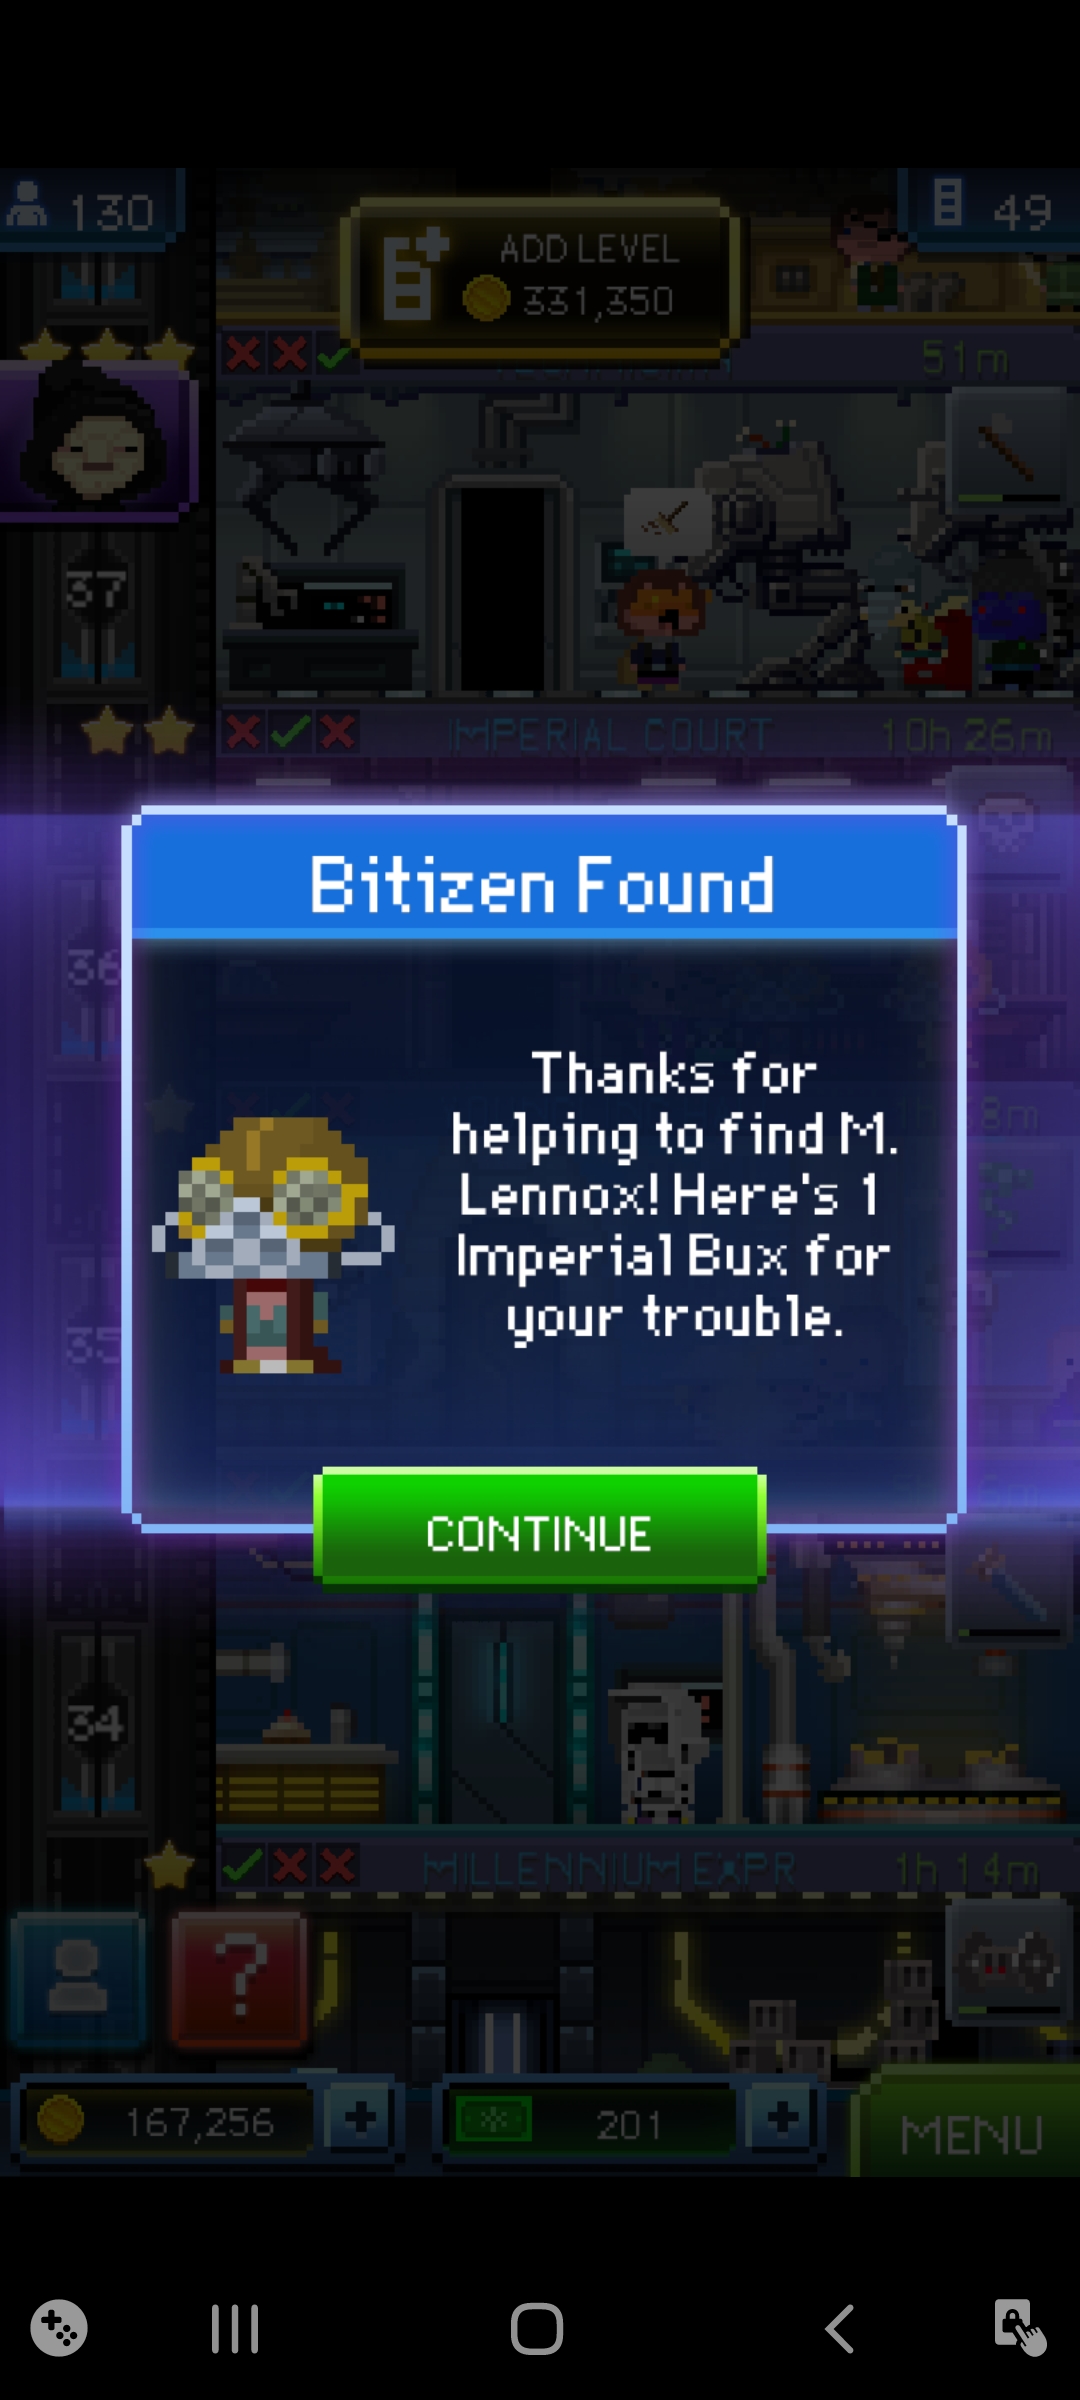 130
49
ADD LEVEL
331,350
51m
37
IMPERIAL COURT
10h 26m
Bitizen Found
36
Thanks for
helping to find M.
Lennox! Here's 1
Imperial Bux for
your trouble.
35
CONTINUE
34
MILLENNIUM EXPR
1h 14m
?
167,256
+
201
+
MENU